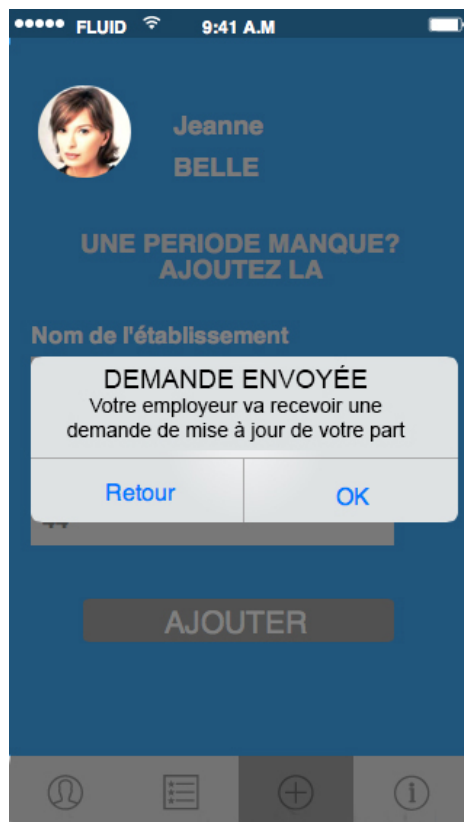 FLUID 9:41 A.M
Jeanne
BELLE
UNE PERIODE MANQUE?
AJOUTEZ LA
Nom de l'établissement
DEMANDE ENVOYÉE
Votre employeur va recevoir une
demande de mise à jour de votre part
Retour OK
44
AJOUTER